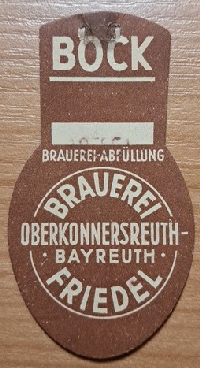 BOCK
BRAUEREI-ABFÜLLUNG
BRAUEREI
OBERKONNERSREUTH-
· BAYREUTH ·
FRIEDEL